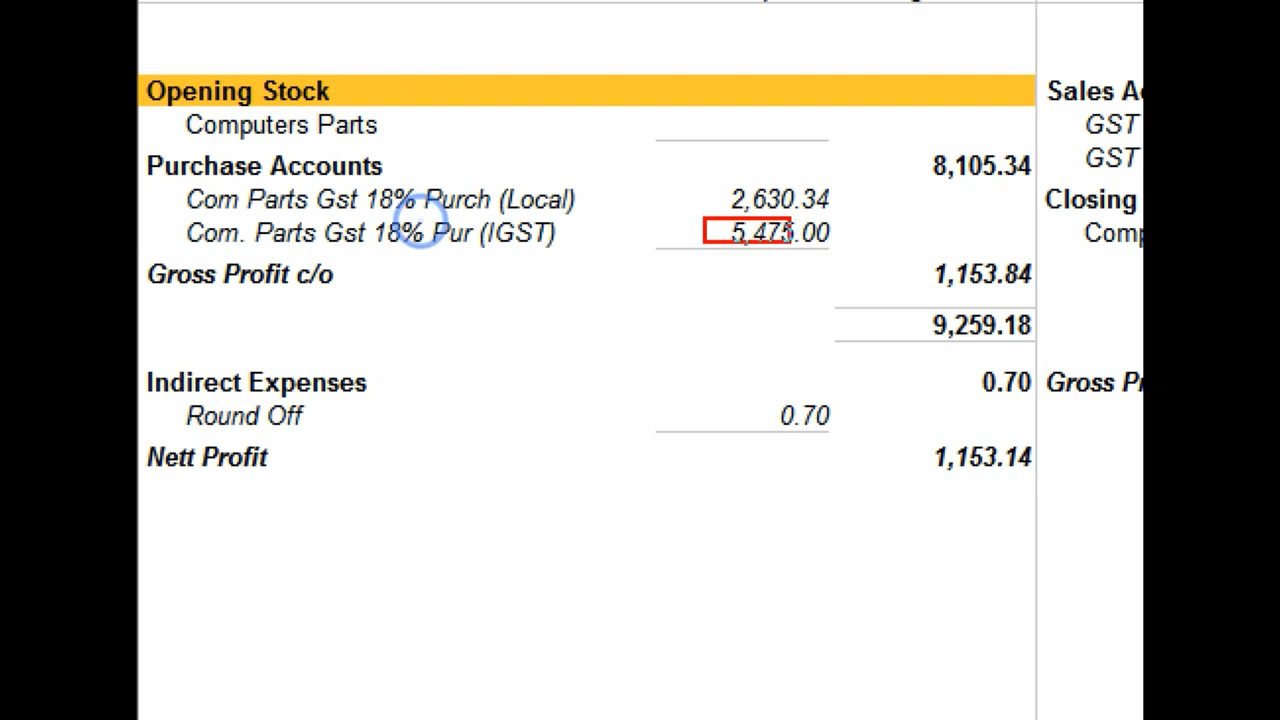 Opening Stock
Computers Parts
Purchase Accounts 8,105.34
Com Parts Gst 18% Purch (Local) 2,630.34
Com. Parts Gst 18% Pur (IGST) 5,475.00
Gross Profit c/o 1,153.84
9,259.18
Indirect Expenses 0.70
Round Off 0.70
Nett Profit 1,153.14
Sales
GST
GST
Closing
Gross